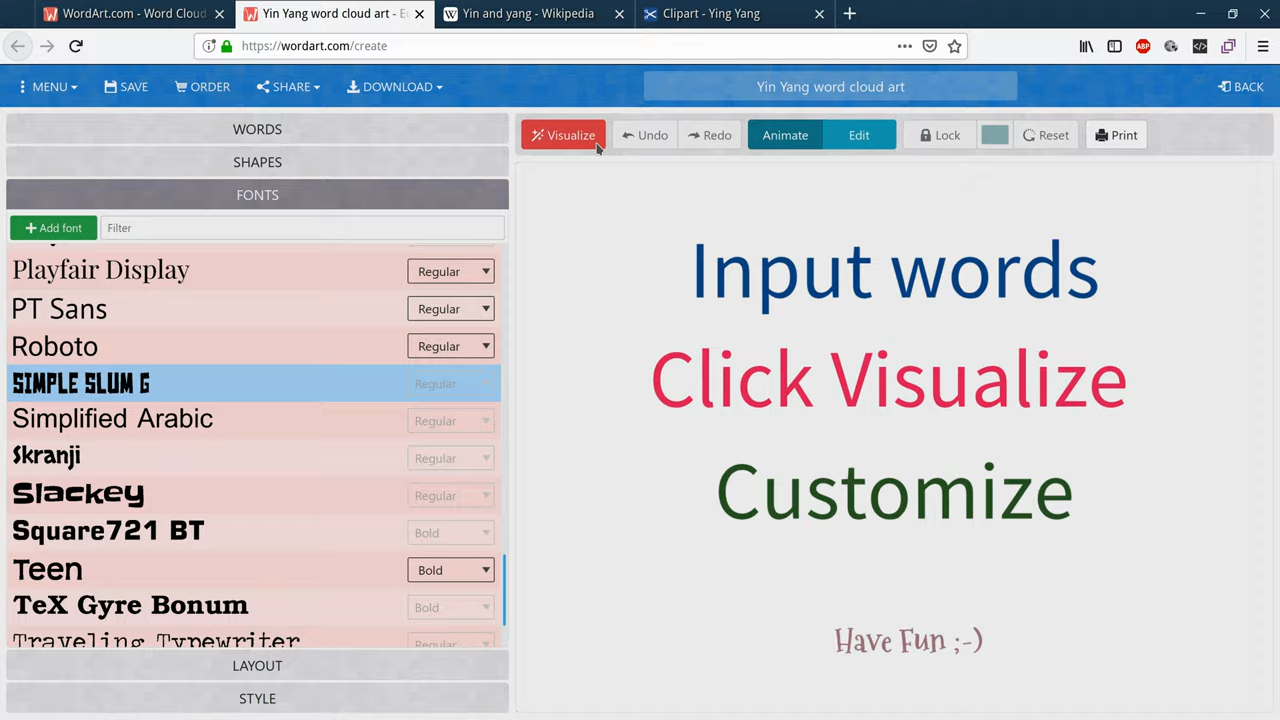 WordArt.com - Word Cloud
Yin Yang word cloud art - E
Yin and yang - Wikipedia
Clipart - Ying Yang
https://wordart.com/create
ABP
MENU
SAVE
ORDER
SHARE
DOWNLOAD
Yin Yang word cloud art
BACK
WORDS
SHAPES
FONTS
Add font
Filter
Visualize
Undo
Redo
Animate
Edit
Lock
Reset
Print
Playfair Display Regular
PT Sans Regular
Roboto Regular
SIMPLE SLUM G Regular
Simplified Arabic Regular
Skranji Regular
Slackey Regular
Square721 BT Bold
Teen Bold
TeX Gyre Bonum Bold
Traveling Typewriter Regular
LAYOUT
STYLE
Input words
Click Visualize
Customize
Have Fun ;-)